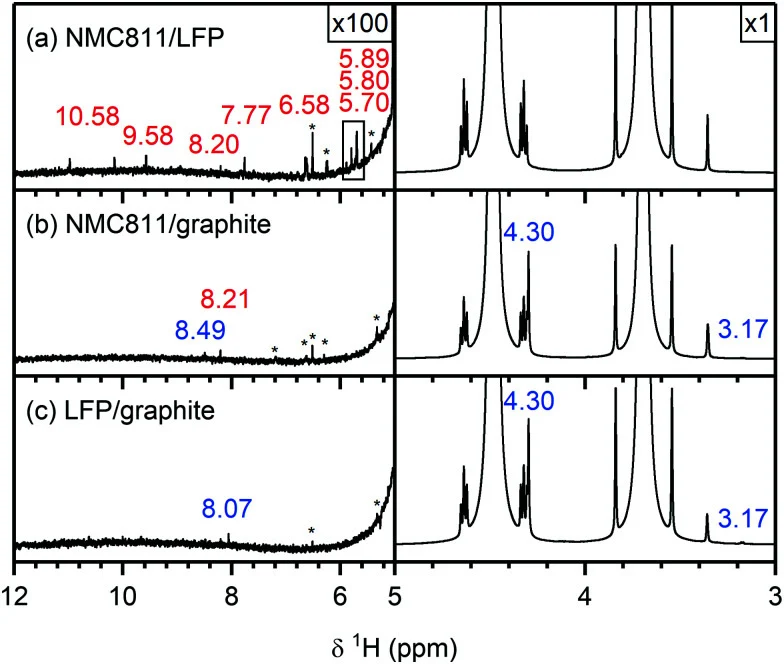 (a) NMC811/LFP
x100
x1
5.89
5.80
5.70
10.58
9.58
8.20
7.77
6.58
*
*
*
(b) NMC811/graphite
8.21
8.49
* * * * *
4.30
3.17
(c) LFP/graphite
8.07
* *
4.30
3.17
12 10 8 6 5 4 3
δ ¹H (ppm)